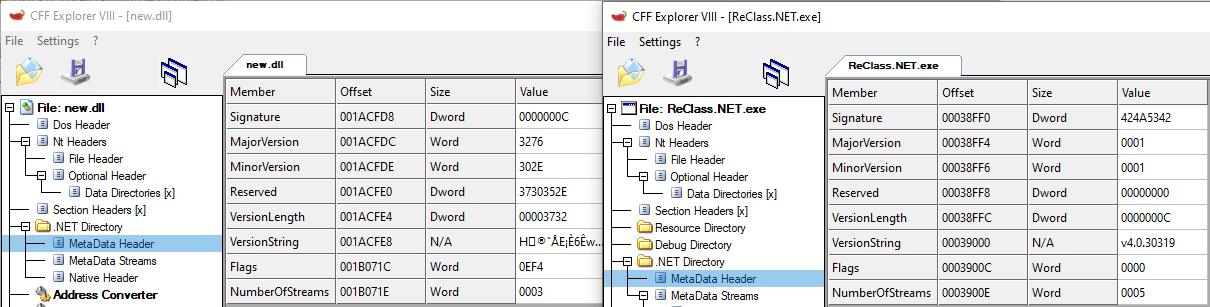 CFF Explorer VIII - [new.dll]
File Settings ?
new.dll
File: new.dll
Dos Header
Nt Headers
File Header
Optional Header
Data Directories [x]
Section Headers [x]
.NET Directory
MetaData Header
MetaData Streams
Native Header
Address Converter
Member Offset Size Value
Signature 001ACFD8 Dword 0000000C
MajorVersion 001ACFDC Word 3276
MinorVersion 001ACFDE Word 302E
Reserved 001ACFE0 Dword 3730352E
VersionLength 001ACFE4 Dword 00003732
VersionString 001ACFE8 N/A
Flags 001B071C Word 0EF4
NumberOfStreams 001B071E Word 0003
CFF Explorer VIII - [ReClass.NET.exe]
File Settings ?
ReClass.NET.exe
File: ReClass.NET.exe
Dos Header
Nt Headers
File Header
Optional Header
Data Directories [x]
Section Headers [x]
Resource Directory
Debug Directory
.NET Directory
MetaData Header
MetaData Streams
Member Offset Size Value
Signature 00038FF0 Dword 424A5342
MajorVersion 00038FF4 Word 0001
MinorVersion 00038FF6 Word 0001
Reserved 00038FF8 Dword 00000000
VersionLength 00038FFC Dword 0000000C
VersionString 00039000 N/A v4.0.30319
Flags 0003900C Word 0000
NumberOfStreams 0003900E Word 0005